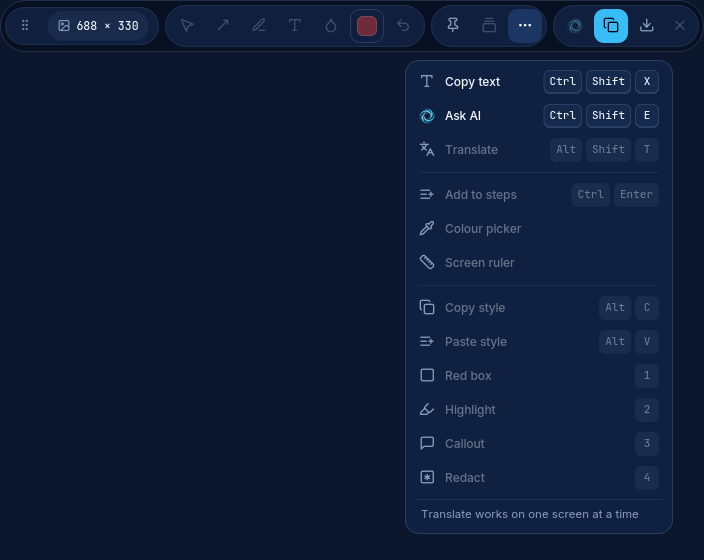 688 × 330
Copy text Ctrl Shift X
Ask AI Ctrl Shift E
Translate Alt Shift T
Add to steps Ctrl Enter
Colour picker
Screen ruler
Copy style Alt C
Paste style Alt V
Red box 1
Highlight 2
Callout 3
Redact 4
Translate works on one screen at a time